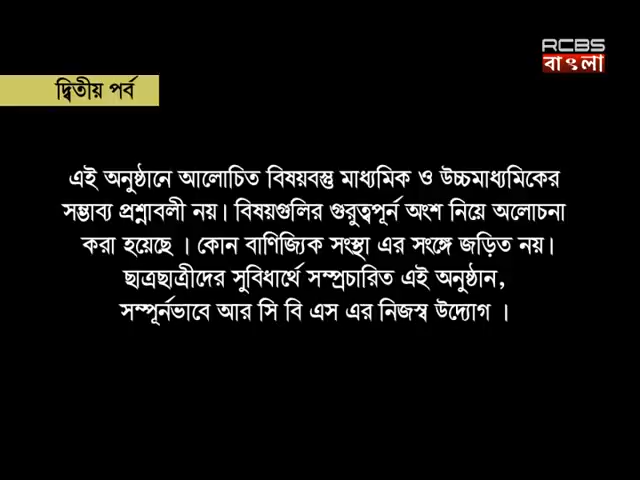 RCBS
বাংলা
দ্বিতীয় পর্ব
এই অনুষ্ঠানে আলোচিত বিষয়বস্তু মাধ্যমিক ও উচ্চমাধ্যমিকের
সম্ভাব্য প্রশ্নাবলী নয়। বিষয়গুলির গুরুত্বপূর্ন অংশ নিয়ে অলোচনা
করা হয়েছে । কোন বাণিজ্যিক সংস্থা এর সংঙ্গে জড়িত নয়।
ছাত্রছাত্রীদের সুবিধার্থে সম্প্রচারিত এই অনুষ্ঠান,
সম্পূর্নভাবে আর সি বি এস এর নিজস্ব উদ্যোগ ।